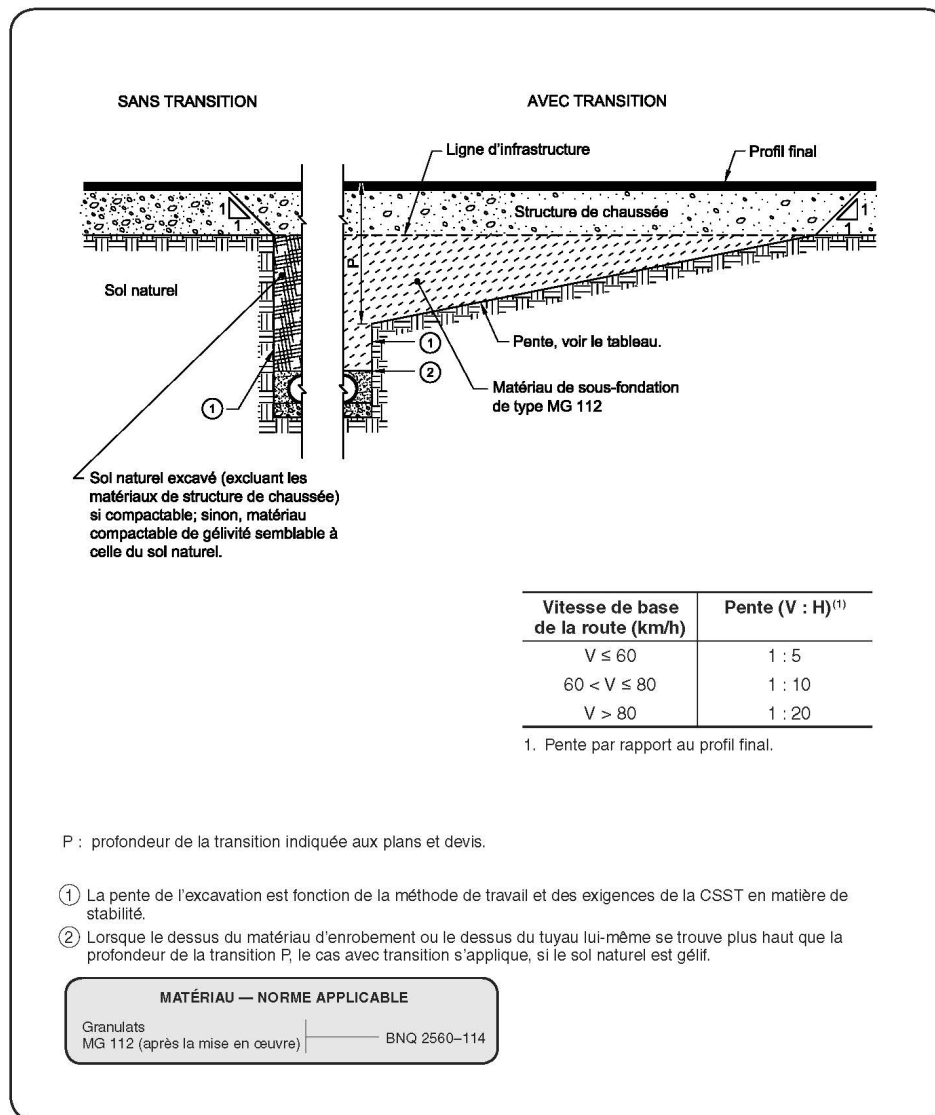 SANS TRANSITION
AVEC TRANSITION
Ligne d'infrastructure
Profil final
1
1
Structure de chaussée
1
1
P
Sol naturel
Pente, voir le tableau.
1
2
Matériau de sous-fondation
de type MG 112
1
Sol naturel excavé (excluant les
matériaux de structure de chaussée)
si compactable; sinon, matériau
compactable de gélivité semblable à
celle du sol naturel.
Vitesse de base
de la route (km/h)
Pente (V : H)(1)
V ≤ 60
1 : 5
60 < V ≤ 80
1 : 10
V > 80
1 : 20
1. Pente par rapport au profil final.
P : profondeur de la transition indiquée aux plans et devis.
1 La pente de l'excavation est fonction de la méthode de travail et des exigences de la CSST en matière de
stabilité.
2 Lorsque le dessus du matériau d'enrobement ou le dessus du tuyau lui-même se trouve plus haut que la
profondeur de la transition P, le cas avec transition s'applique, si le sol naturel est gélif.
MATÉRIAU — NORME APPLICABLE
Granulats
MG 112 (après la mise en œuvre)
BNQ 2560–114